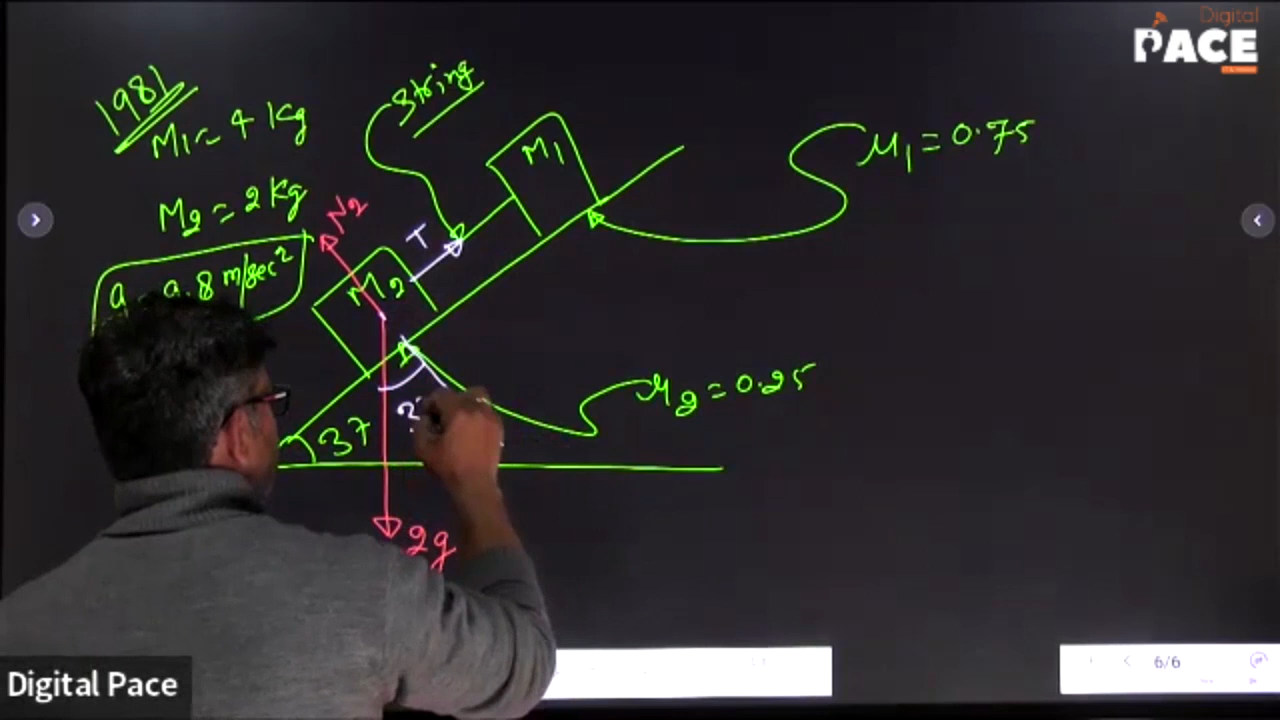 Digital
PACE
1981
M1 = 4 Kg
String
M1
μ1 = 0.75
M2 = 2 Kg
N2
T
M2
9.8 m/sec²
μ2 = 0.25
37
2g
Digital Pace
6/6